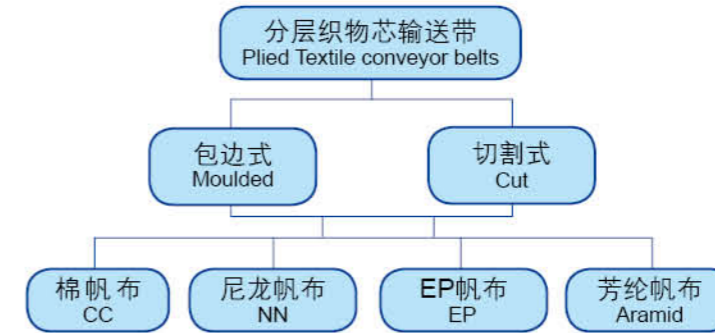 分层织物芯输送带
Plied Textile conveyor belts
包边式
Moulded
切割式
Cut
棉帆布
CC
尼龙帆布
NN
EP帆布
EP
芳纶帆布
Aramid